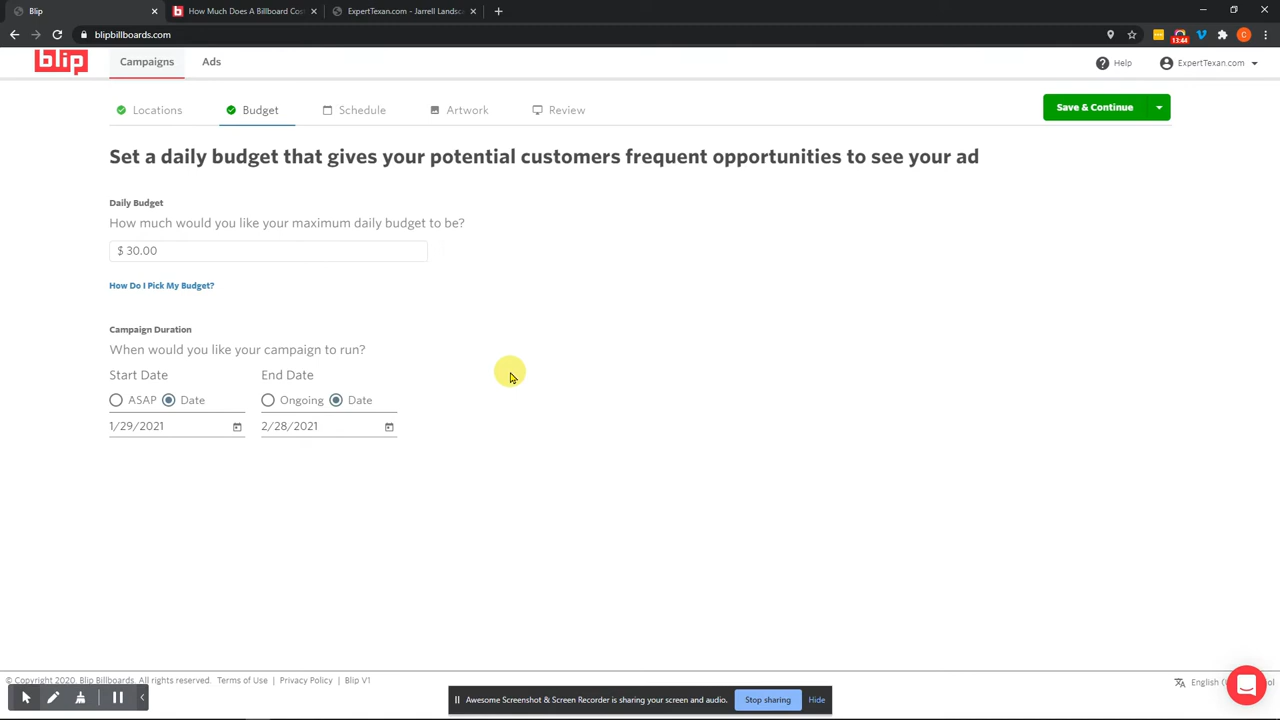 Blip
How Much Does A Billboard Cos
ExpertTexan.com - Jarrell Landsc
blipbillboards.com
13:44
C
blip
Campaigns
Ads
Help
ExpertTexan.com
Locations
Budget
Schedule
Artwork
Review
Save & Continue
Set a daily budget that gives your potential customers frequent opportunities to see your ad
Daily Budget
How much would you like your maximum daily budget to be?
$ 30.00
How Do I Pick My Budget?
Campaign Duration
When would you like your campaign to run?
Start Date
End Date
ASAP
Date
Ongoing
Date
1/29/2021
2/28/2021
© Copyright 2020. Blip Billboards. All rights reserved. Terms of Use | Privacy Policy | Blip V1
English
Awesome Screenshot & Screen Recorder is sharing your screen and audio.
Stop sharing
Hide